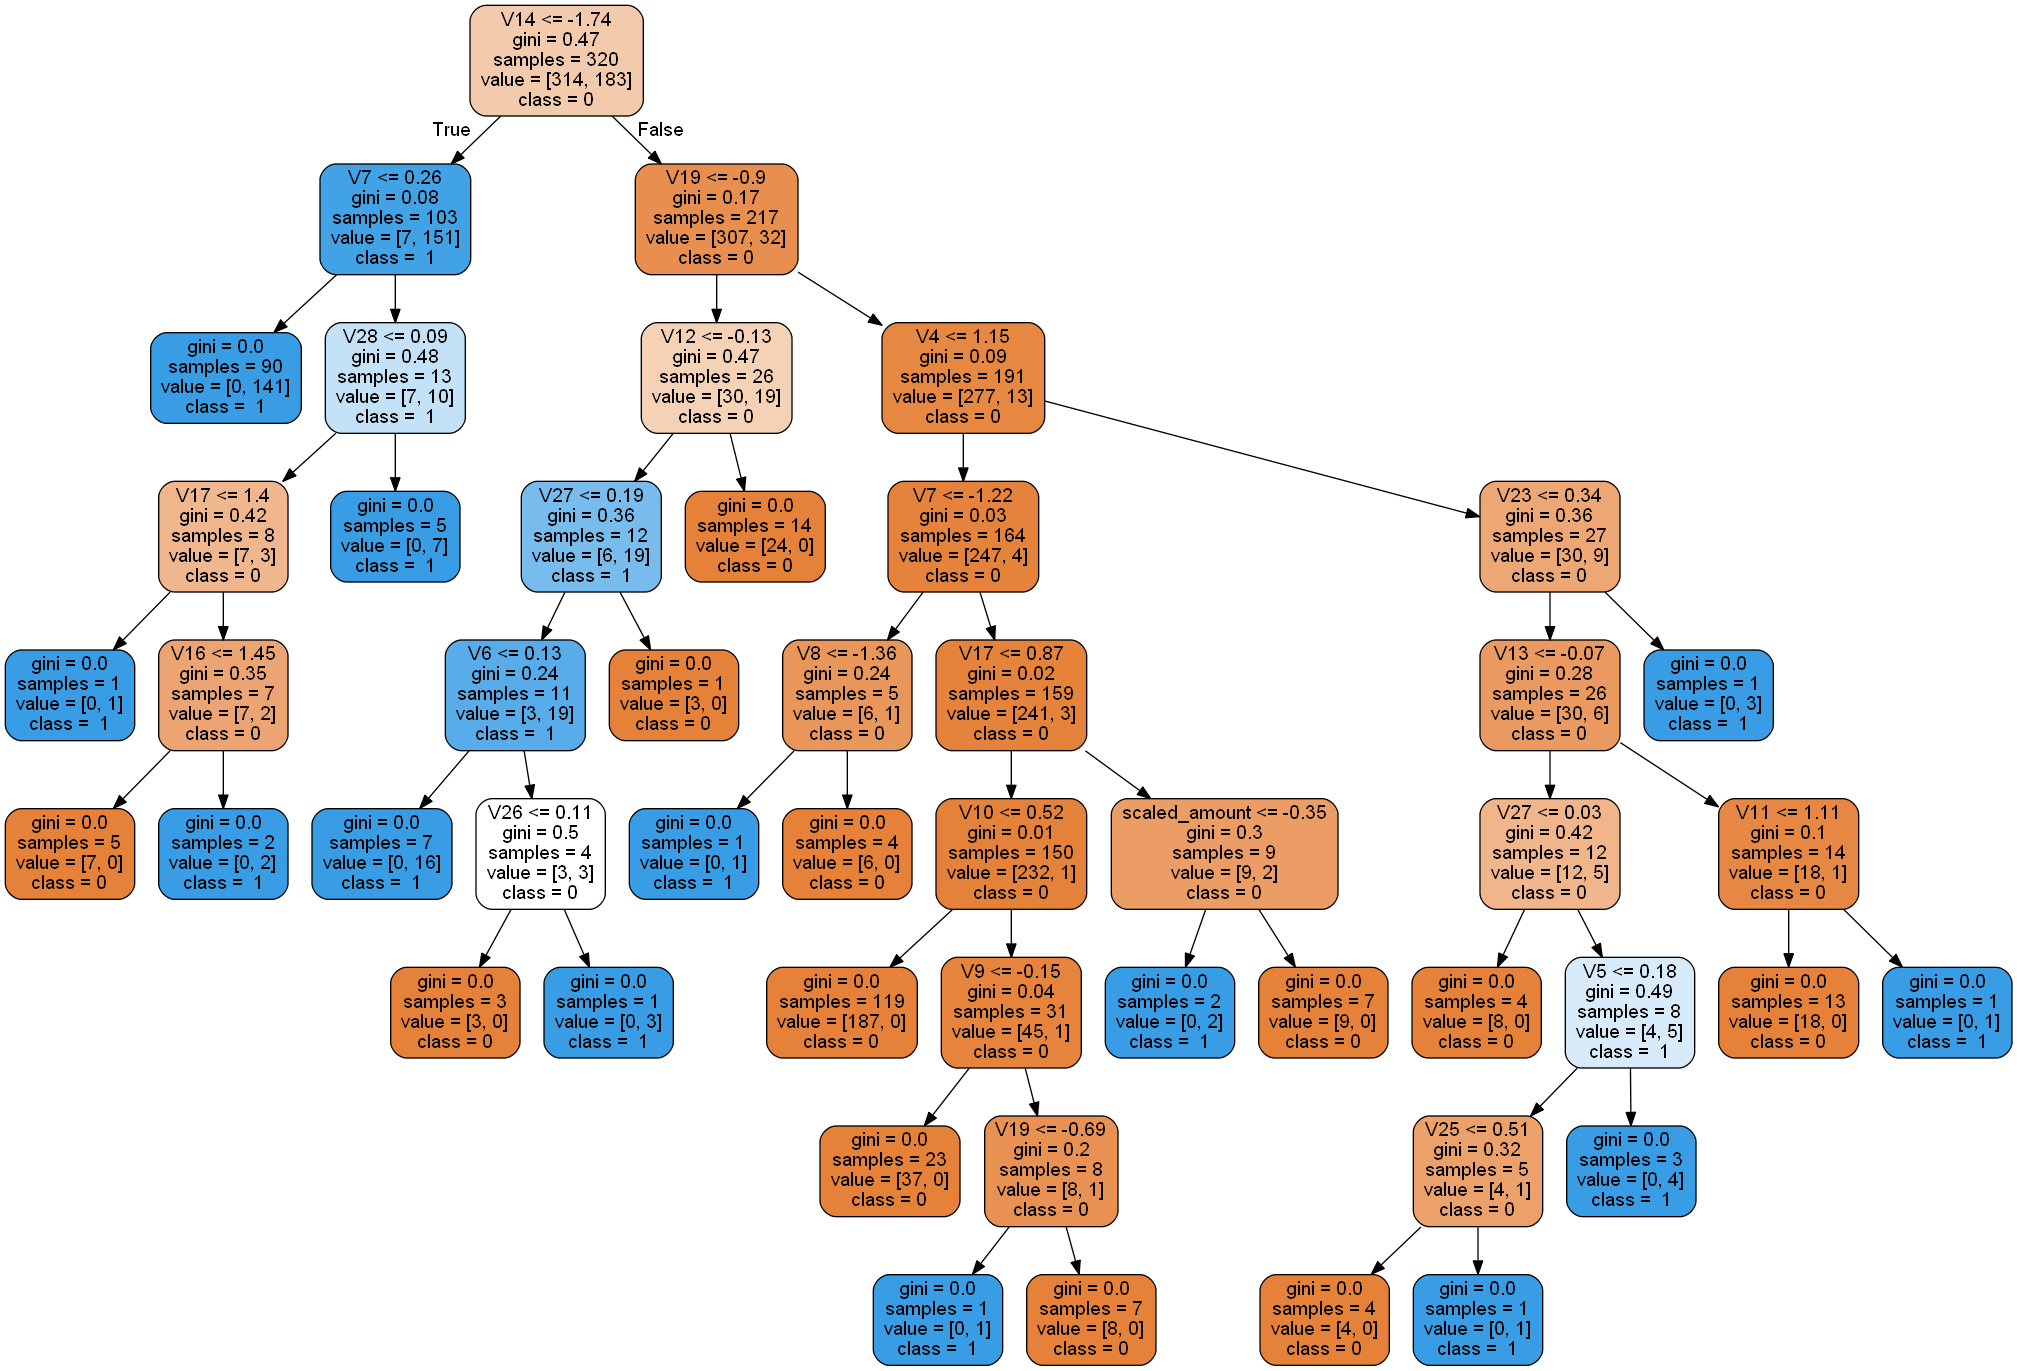 V14 <= -1.74
gini = 0.47
samples = 320
value = [314, 183]
class = 0
True
False
V7 <= 0.26
gini = 0.08
samples = 103
value = [7, 151]
class = 1
V19 <= -0.9
gini = 0.17
samples = 217
value = [307, 32]
class = 0
gini = 0.0
samples = 90
value = [0, 141]
class = 1
V28 <= 0.09
gini = 0.48
samples = 13
value = [7, 10]
class = 1
V12 <= -0.13
gini = 0.47
samples = 26
value = [30, 19]
class = 0
V4 <= 1.15
gini = 0.09
samples = 191
value = [277, 13]
class = 0
V17 <= 1.4
gini = 0.42
samples = 8
value = [7, 3]
class = 0
gini = 0.0
samples = 5
value = [0, 7]
class = 1
V27 <= 0.19
gini = 0.36
samples = 12
value = [6, 19]
class = 1
gini = 0.0
samples = 14
value = [24, 0]
class = 0
V7 <= -1.22
gini = 0.03
samples = 164
value = [247, 4]
class = 0
V23 <= 0.34
gini = 0.36
samples = 27
value = [30, 9]
class = 0
gini = 0.0
samples = 1
value = [0, 1]
class = 1
V16 <= 1.45
gini = 0.35
samples = 7
value = [7, 2]
class = 0
V6 <= 0.13
gini = 0.24
samples = 11
value = [3, 19]
class = 1
gini = 0.0
samples = 1
value = [3, 0]
class = 0
V8 <= -1.36
gini = 0.24
samples = 5
value = [6, 1]
class = 0
V17 <= 0.87
gini = 0.02
samples = 159
value = [241, 3]
class = 0
V13 <= -0.07
gini = 0.28
samples = 26
value = [30, 6]
class = 0
gini = 0.0
samples = 1
value = [0, 3]
class = 1
gini = 0.0
samples = 5
value = [7, 0]
class = 0
gini = 0.0
samples = 2
value = [0, 2]
class = 1
gini = 0.0
samples = 7
value = [0, 16]
class = 1
V26 <= 0.11
gini = 0.5
samples = 4
value = [3, 3]
class = 0
gini = 0.0
samples = 1
value = [0, 1]
class = 1
gini = 0.0
samples = 4
value = [6, 0]
class = 0
V10 <= 0.52
gini = 0.01
samples = 150
value = [232, 1]
class = 0
scaled_amount <= -0.35
gini = 0.3
samples = 9
value = [9, 2]
class = 0
V27 <= 0.03
gini = 0.42
samples = 12
value = [12, 5]
class = 0
V11 <= 1.11
gini = 0.1
samples = 14
value = [18, 1]
class = 0
gini = 0.0
samples = 3
value = [3, 0]
class = 0
gini = 0.0
samples = 1
value = [0, 3]
class = 1
gini = 0.0
samples = 119
value = [187, 0]
class = 0
V9 <= -0.15
gini = 0.04
samples = 31
value = [45, 1]
class = 0
gini = 0.0
samples = 2
value = [0, 2]
class = 1
gini = 0.0
samples = 7
value = [9, 0]
class = 0
gini = 0.0
samples = 4
value = [8, 0]
class = 0
V5 <= 0.18
gini = 0.49
samples = 8
value = [4, 5]
class = 1
gini = 0.0
samples = 13
value = [18, 0]
class = 0
gini = 0.0
samples = 1
value = [0, 1]
class = 1
gini = 0.0
samples = 23
value = [37, 0]
class = 0
V19 <= -0.69
gini = 0.2
samples = 8
value = [8, 1]
class = 0
V25 <= 0.51
gini = 0.32
samples = 5
value = [4, 1]
class = 0
gini = 0.0
samples = 3
value = [0, 4]
class = 1
gini = 0.0
samples = 1
value = [0, 1]
class = 1
gini = 0.0
samples = 7
value = [8, 0]
class = 0
gini = 0.0
samples = 4
value = [4, 0]
class = 0
gini = 0.0
samples = 1
value = [0, 1]
class = 1